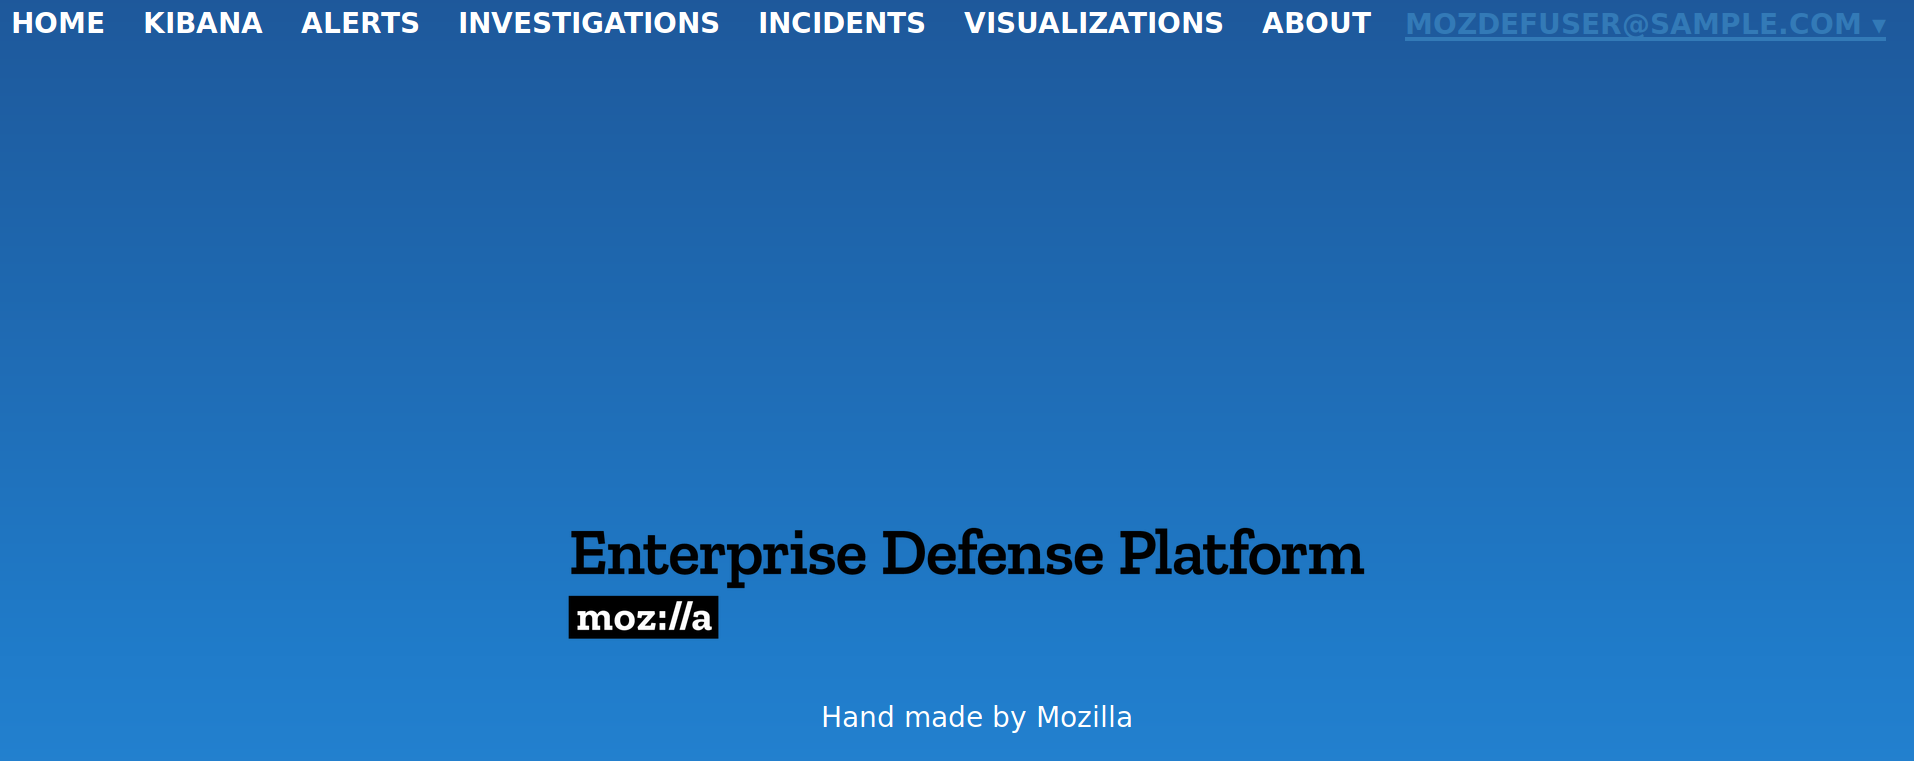 HOME KIBANA ALERTS INVESTIGATIONS INCIDENTS VISUALIZATIONS ABOUT MOZDEFUSER@SAMPLE.COM ▾
Enterprise Defense Platform
moz://a
Hand made by Mozilla